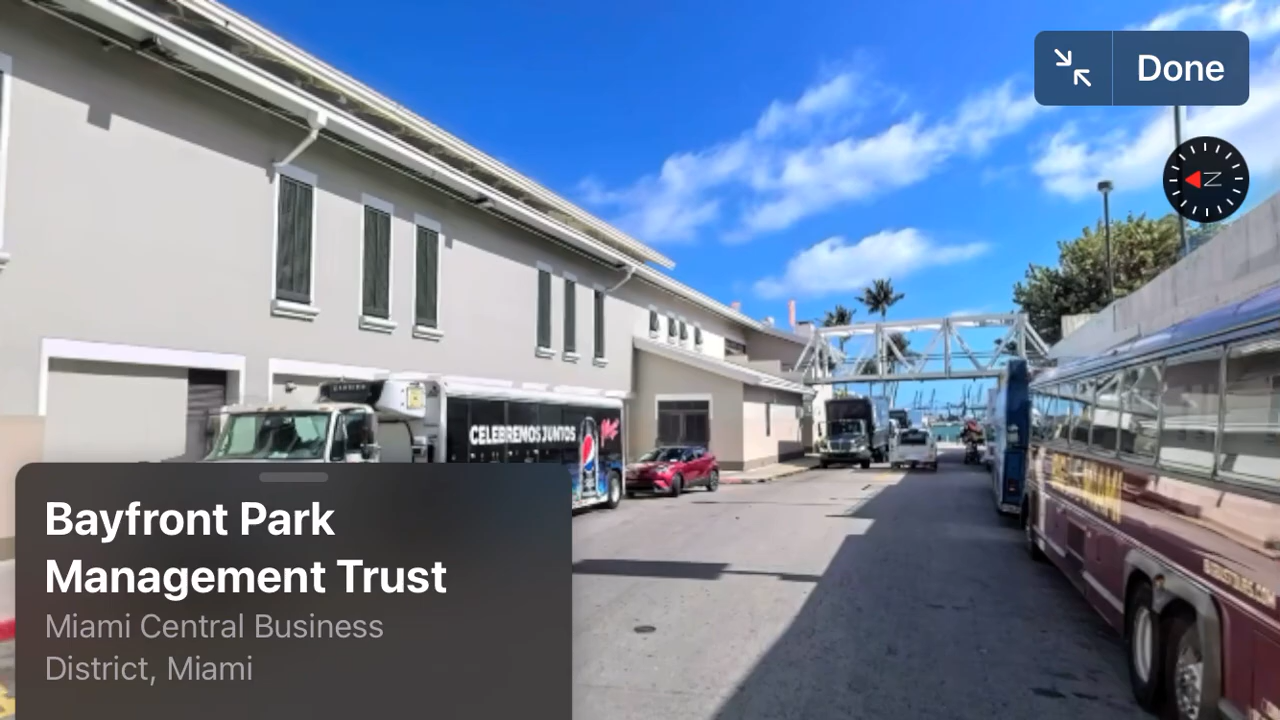 Done
N
CELEBREMOS JUNTOS
Bayfront Park
Management Trust
Miami Central Business
District, Miami